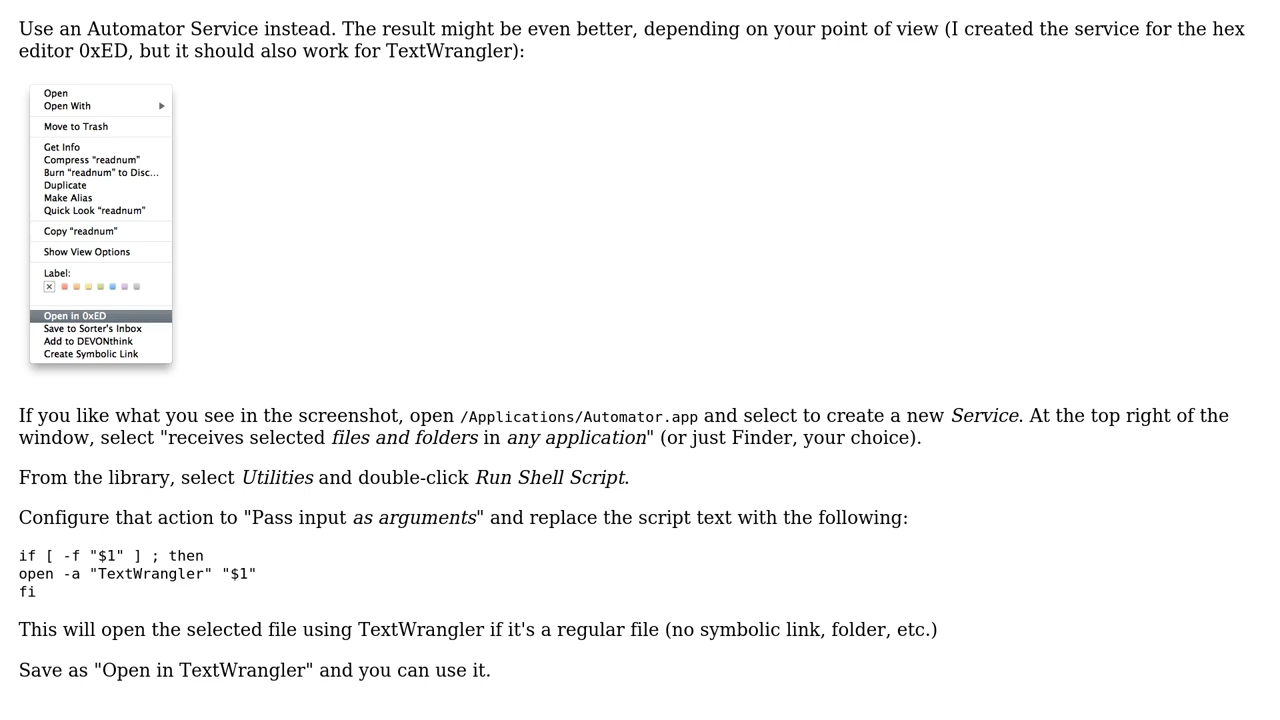 Use an Automator Service instead. The result might be even better, depending on your point of view (I created the service for the hex
editor 0xED, but it should also work for TextWrangler):
Open
Open With
Move to Trash
Get Info
Compress “readnum”
Burn “readnum” to Disc...
Duplicate
Make Alias
Quick Look “readnum”
Copy “readnum”
Show View Options
Label:
Open in 0xED
Save to Sorter's Inbox
Add to DEVONthink
Create Symbolic Link
If you like what you see in the screenshot, open /Applications/Automator.app and select to create a new Service. At the top right of the
window, select "receives selected files and folders in any application" (or just Finder, your choice).
From the library, select Utilities and double-click Run Shell Script.
Configure that action to "Pass input as arguments" and replace the script text with the following:
if [ -f "$1" ] ; then
open -a "TextWrangler" "$1"
fi
This will open the selected file using TextWrangler if it's a regular file (no symbolic link, folder, etc.)
Save as "Open in TextWrangler" and you can use it.